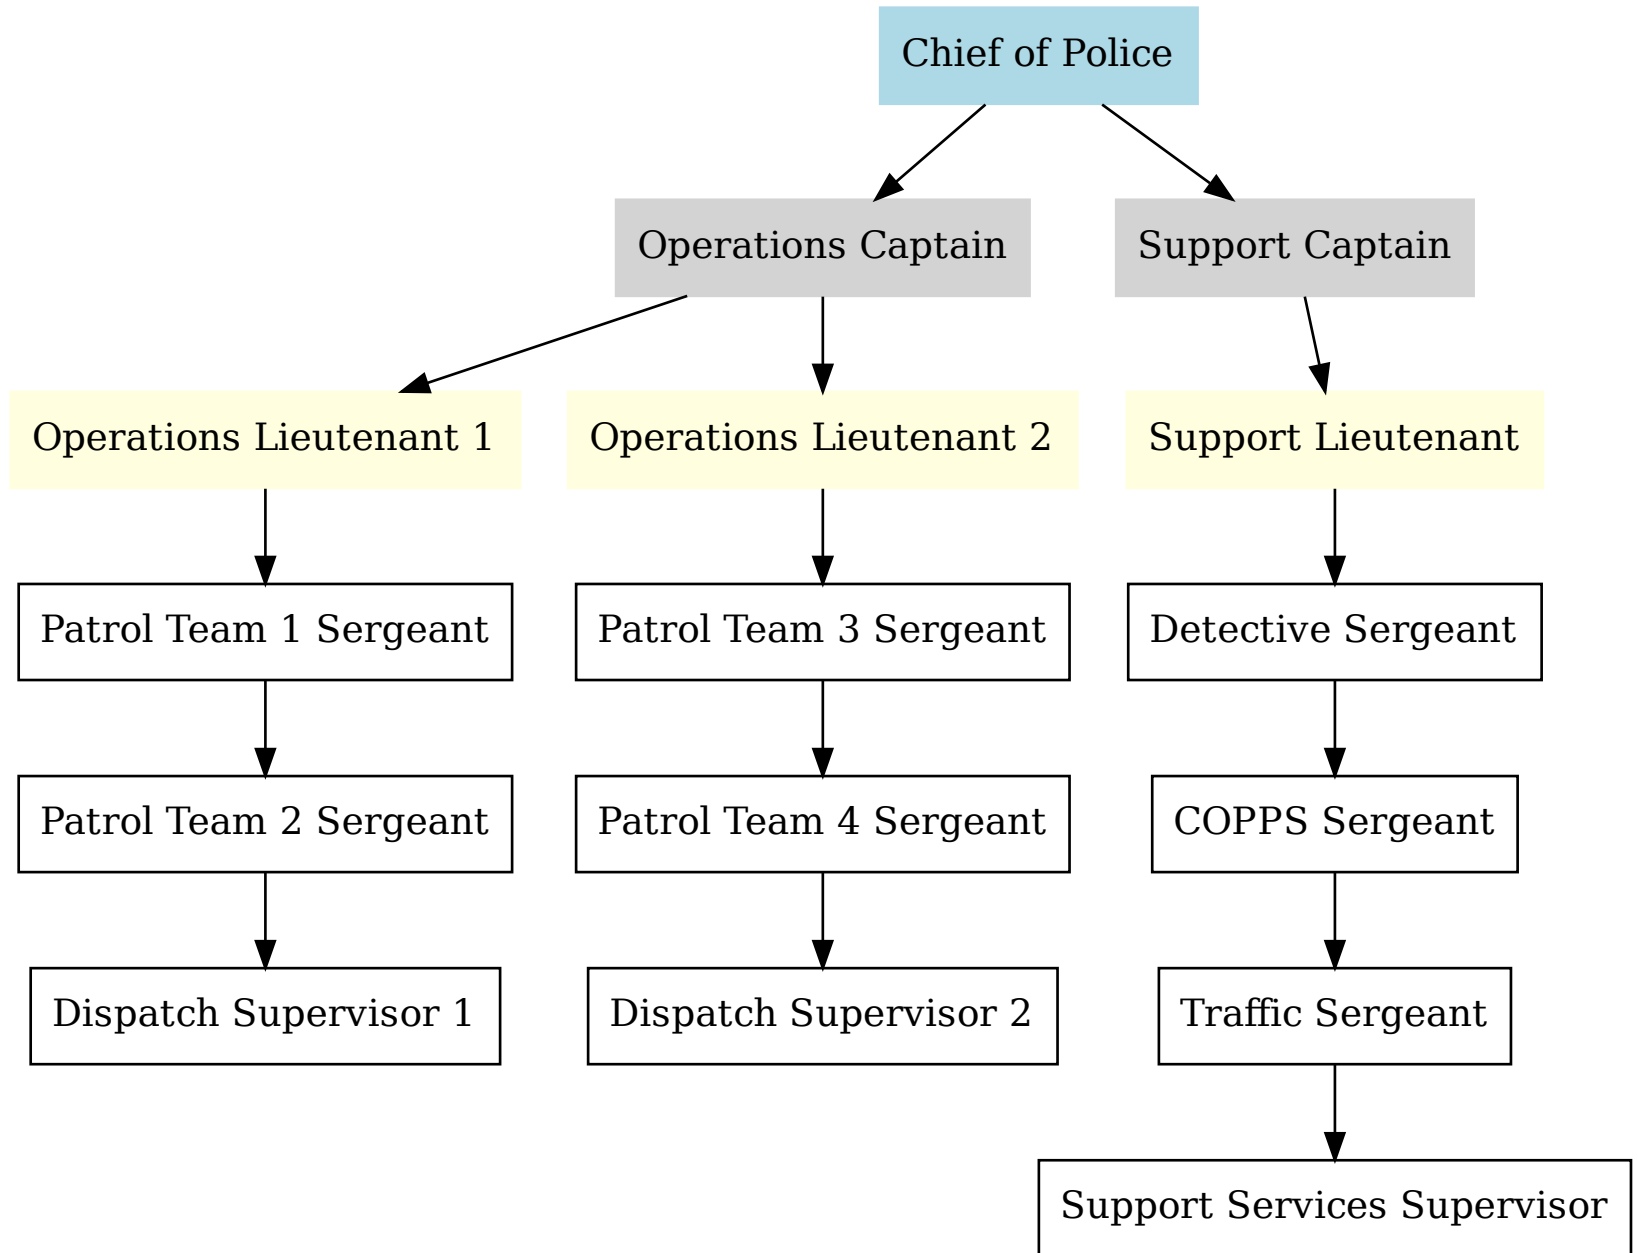 Chief of Police
Operations Captain
Support Captain
Operations Lieutenant 1
Operations Lieutenant 2
Support Lieutenant
Patrol Team 1 Sergeant
Patrol Team 3 Sergeant
Detective Sergeant
Patrol Team 2 Sergeant
Patrol Team 4 Sergeant
COPPS Sergeant
Dispatch Supervisor 1
Dispatch Supervisor 2
Traffic Sergeant
Support Services Supervisor